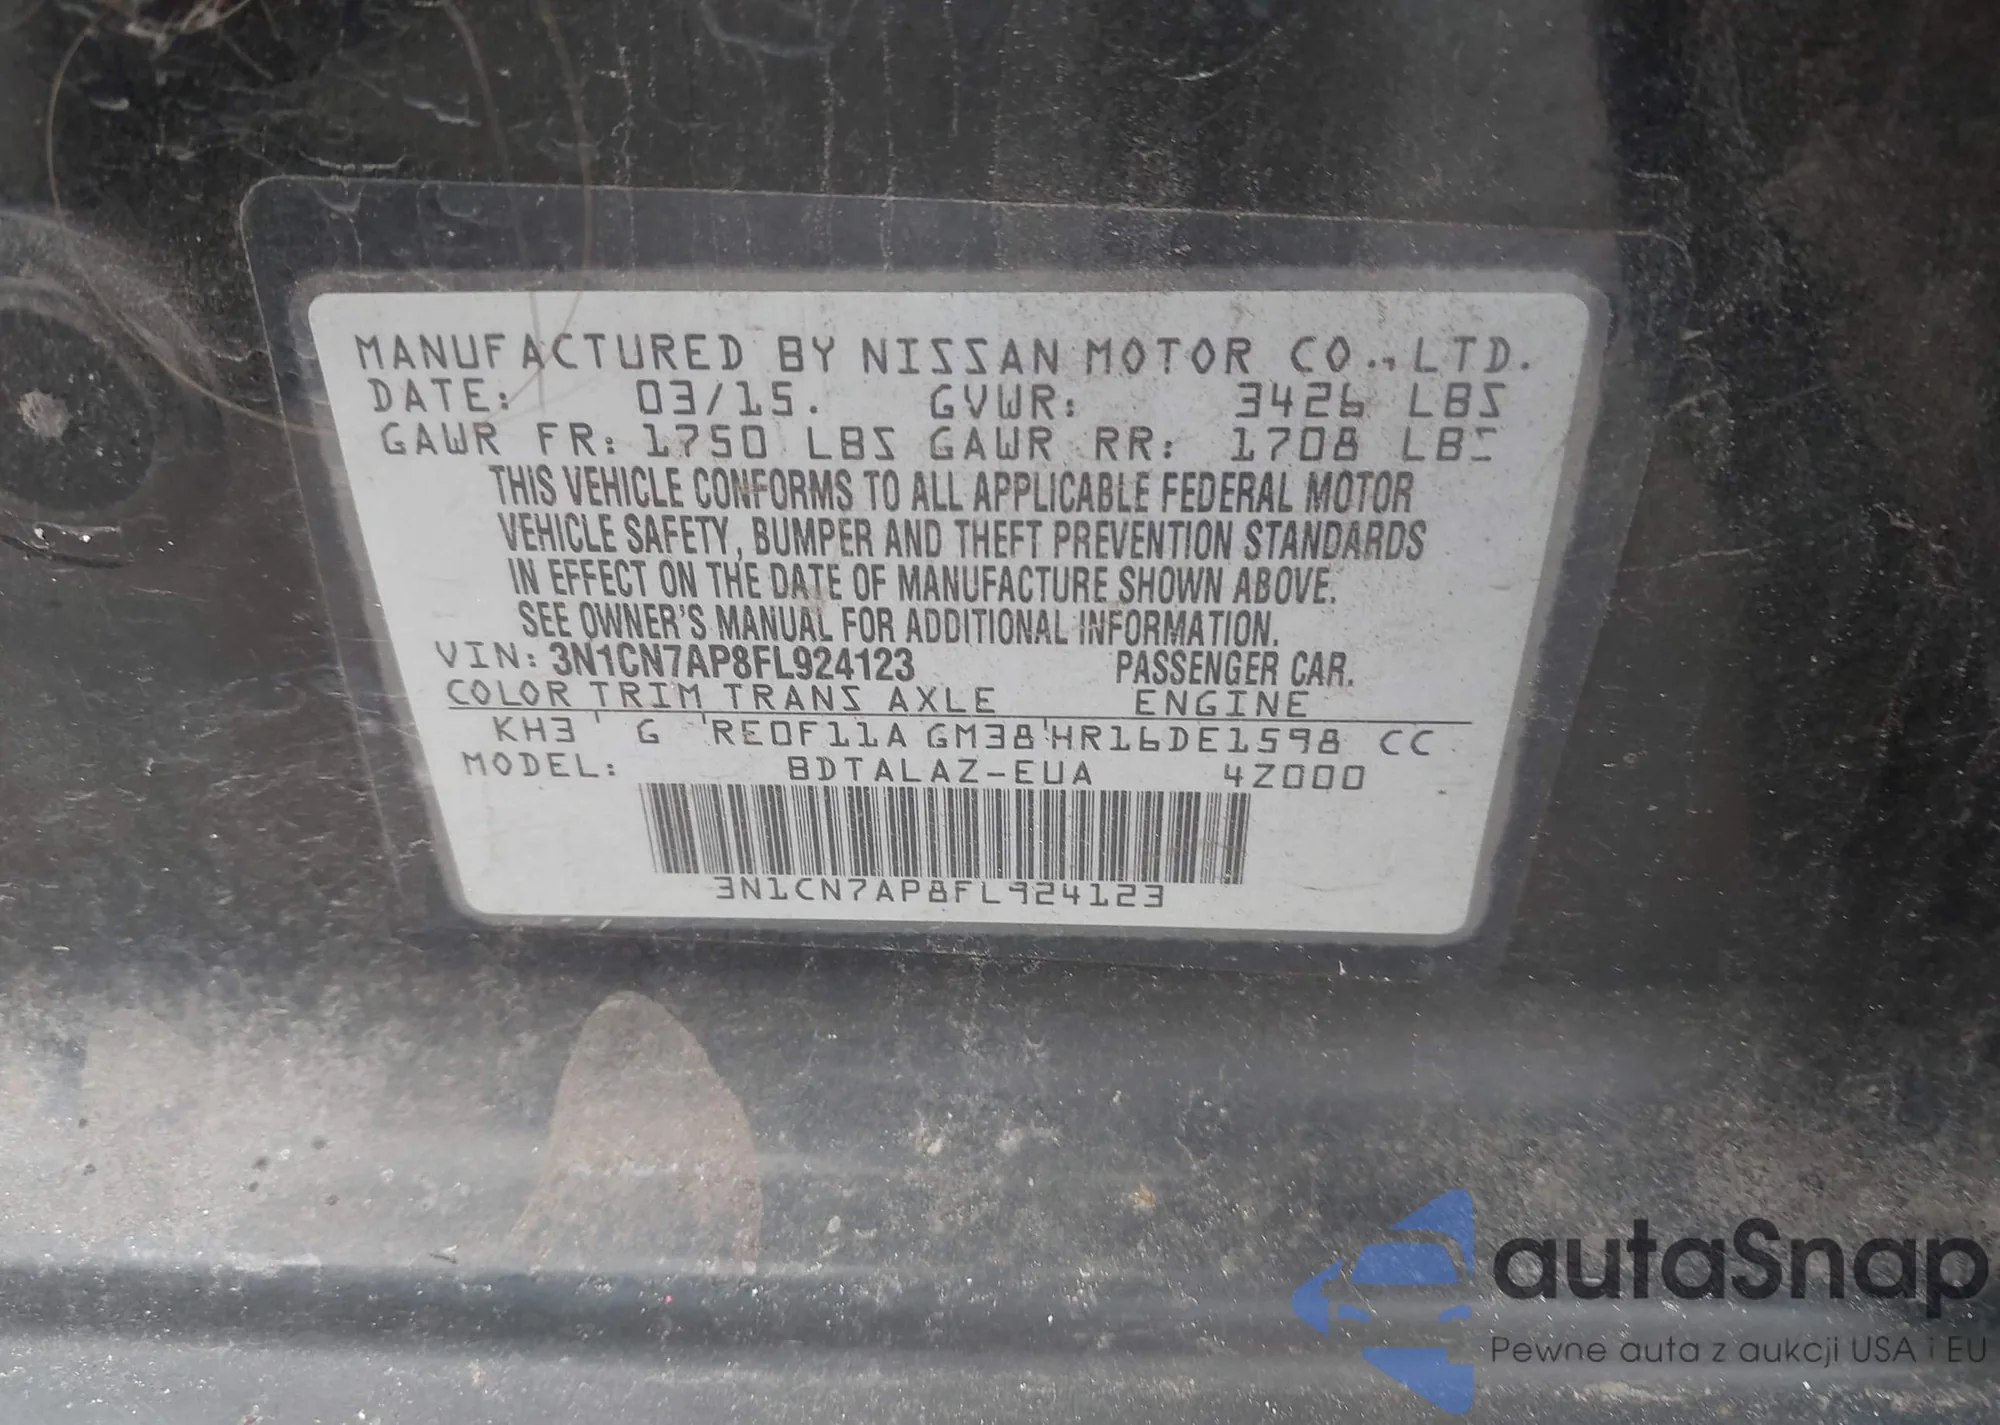 MANUFACTURED BY NISSAN MOTOR CO., LTD.
DATE: 03/15. GVWR: 3426 LBS
GAWR FR: 1750 LBS GAWR RR: 1708 LBS
THIS VEHICLE CONFORMS TO ALL APPLICABLE FEDERAL MOTOR
VEHICLE SAFETY, BUMPER AND THEFT PREVENTION STANDARDS
IN EFFECT ON THE DATE OF MANUFACTURE SHOWN ABOVE.
SEE OWNER'S MANUAL FOR ADDITIONAL INFORMATION.
VIN: 3N1CN7AP8FL924123 PASSENGER CAR.
COLOR TRIM TRANS AXLE ENGINE
KH3 ' G ' RE0F11A GM38 ' HR16DE1598 CC
MODEL: BDTALAZ-EUA 4Z000
3N1CN7AP8FL924123
autaSnap
Pewne auta z aukcji USA i EU